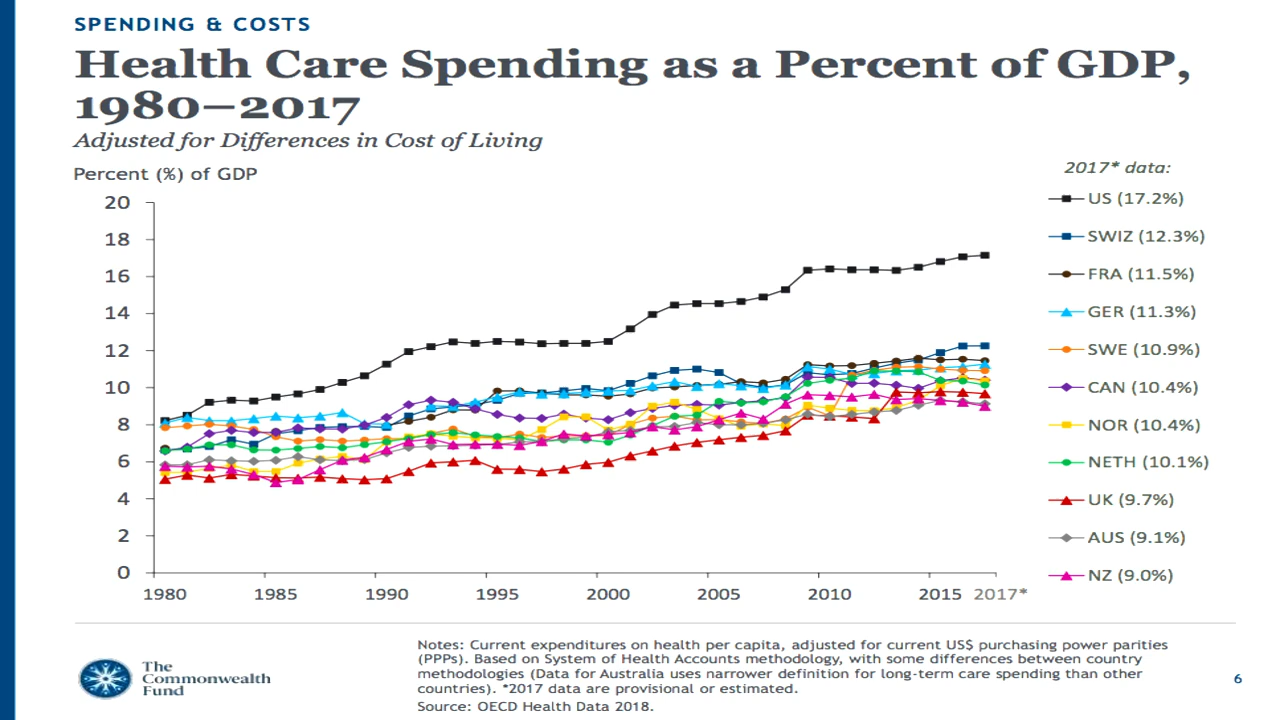 SPENDING & COSTS
Health Care Spending as a Percent of GDP,
1980–2017
Adjusted for Differences in Cost of Living
Percent (%) of GDP
2017* data:
20
18
16
14
12
10
8
6
4
2
0
US (17.2%)
SWIZ (12.3%)
FRA (11.5%)
GER (11.3%)
SWE (10.9%)
CAN (10.4%)
NOR (10.4%)
NETH (10.1%)
UK (9.7%)
AUS (9.1%)
NZ (9.0%)
1980 1985 1990 1995 2000 2005 2010 2015 2017*
Notes: Current expenditures on health per capita, adjusted for current US$ purchasing power parities
(PPPs). Based on System of Health Accounts methodology, with some differences between country
methodologies (Data for Australia uses narrower definition for long-term care spending than other
countries). *2017 data are provisional or estimated.
Source: OECD Health Data 2018.
The
Commonwealth
Fund
6